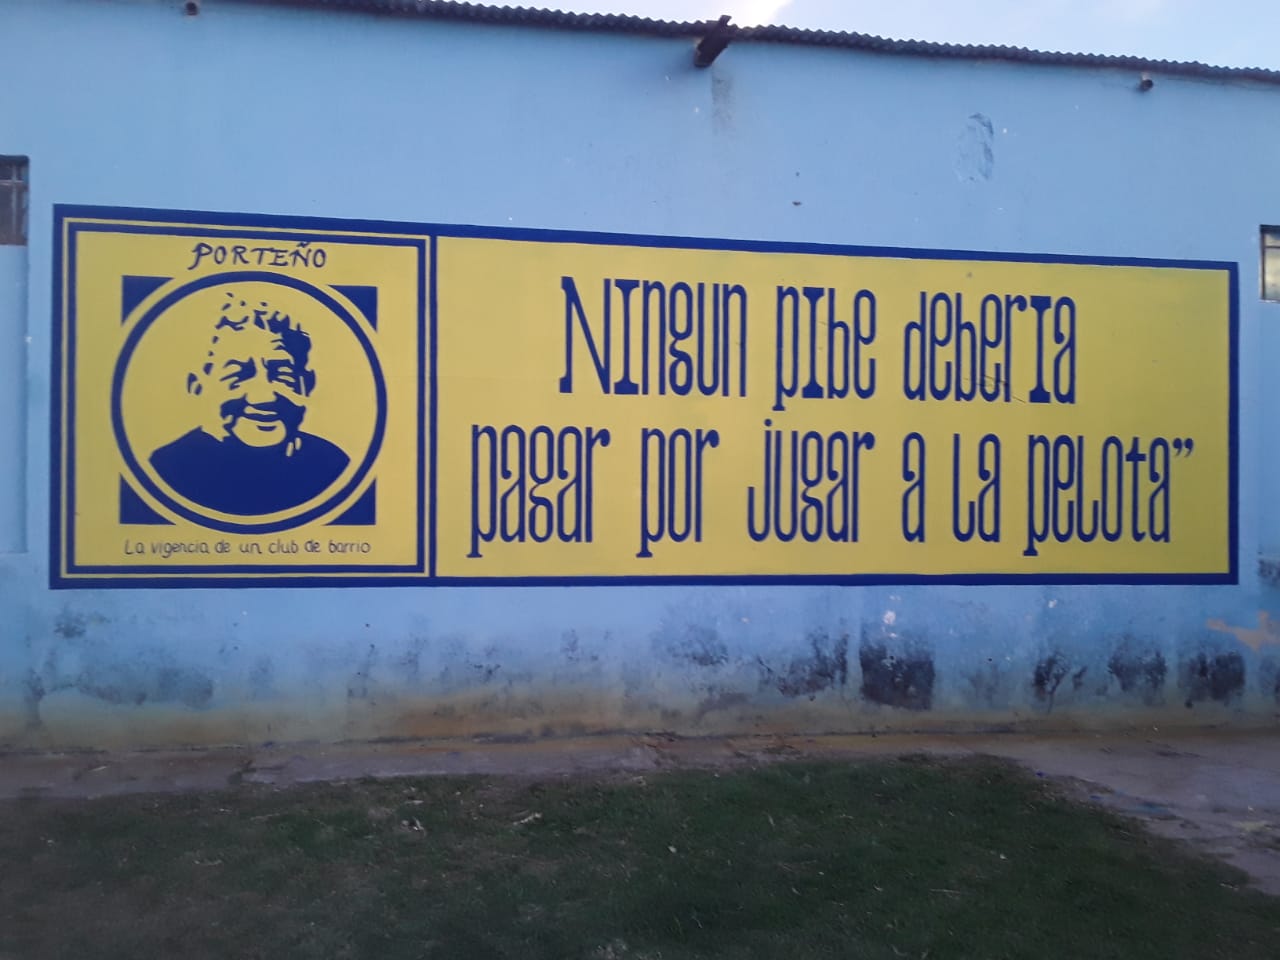 PORTEÑO
La vigencia de un club de barrio
Ningun pibe deberia
pagar por jugar a la pelota”